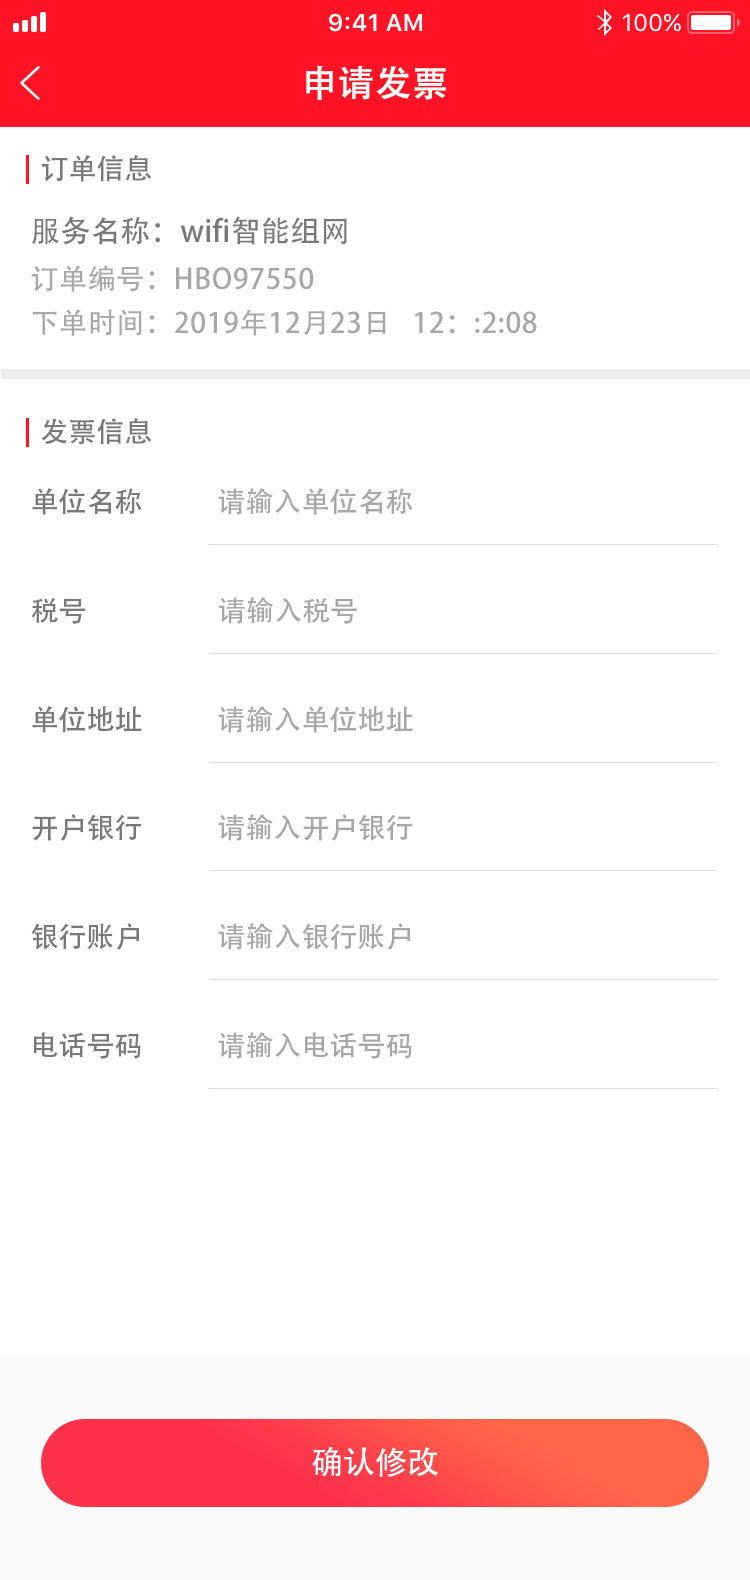 9:41 AM 100%
申请发票
订单信息
服务名称：wifi智能组网
订单编号：HBO97550
下单时间：2019年12月23日 12：:2:08
发票信息
单位名称 请输入单位名称
税号 请输入税号
单位地址 请输入单位地址
开户银行 请输入开户银行
银行账户 请输入银行账户
电话号码 请输入电话号码
确认修改